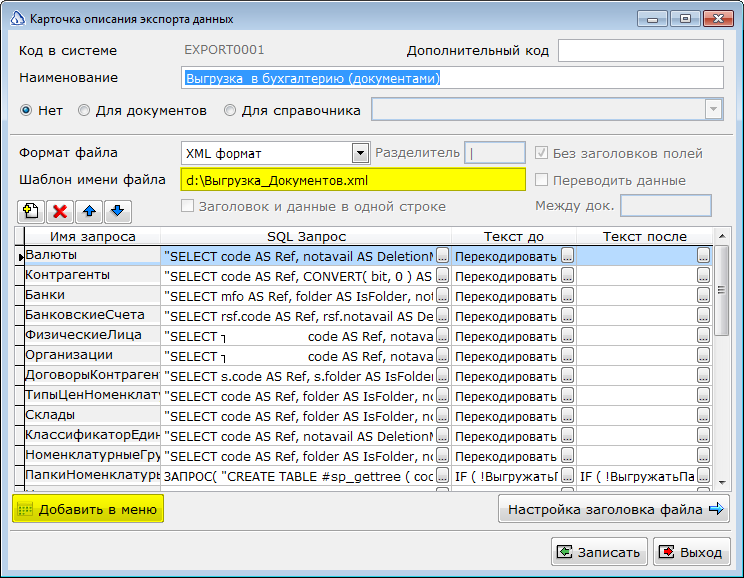 Карточка описания экспорта данных
Код в системе EXPORT0001 Дополнительный код
Наименование Выгрузка в бухгалтерию (документами)
Нет Для документов Для справочника
Формат файла XML формат Разделитель | Без заголовков полей
Шаблон имени файла d:\Выгрузка_Документов.xml Переводить данные
Заголовок и данные в одной строке Между док.
Имя запроса SQL Запрос Текст до Текст после
Валюты "SELECT code AS Ref, notavail AS DeletionM ... Перекодировать ... ...
Контрагенты "SELECT code AS Ref, CONVERT( bit, 0 ) AS ... Перекодировать ... ...
Банки "SELECT mfo AS Ref, folder AS IsFolder, not ... Перекодировать ... ...
БанковскиеСчета "SELECT rsf.code AS Ref, rsf.notavail AS De ... Перекодировать ... ...
ФизическиеЛица "SELECT ┐ code AS Ref, notava ... Перекодировать ... ...
Организации "SELECT ┐ code AS Ref, notava ... Перекодировать ... ...
ДоговорыКонтраген "SELECT s.code AS Ref, s.folder AS IsFolder, ... Перекодировать ... ...
ТипыЦенНоменклат "SELECT code AS Ref, folder AS IsFolder, no ... Перекодировать ... ...
Склады "SELECT code AS Ref, folder AS IsFolder, no ... Перекодировать ... ...
КлассификаторЕдин "SELECT code AS Ref, notavail AS DeletionM ... Перекодировать ... ...
НоменклатурныеГру "SELECT code AS Ref, folder AS IsFolder, no ... Перекодировать ... ...
ПапкиНоменклатуры ЗАПРОС( "CREATE TABLE #sp_gettree ( coc ... IF ( !ВыгружатьП ... IF ( !ВыгружатьПа ...
Добавить в меню Настройка заголовка файла
Записать Выход